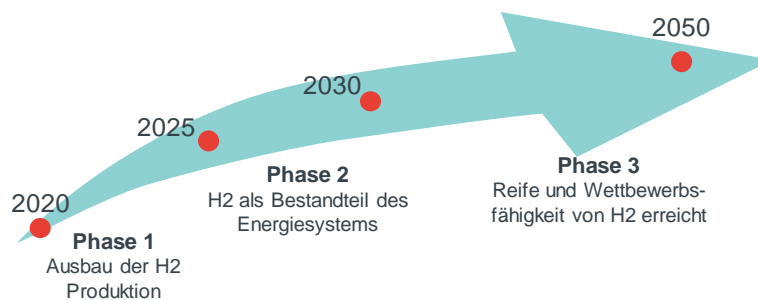 2050
2030
2025
2020
Phase 1
Ausbau der H2
Produktion
Phase 2
H2 als Bestandteil des
Energiesystems
Phase 3
Reife und Wettbewerbs-
fähigkeit von H2 erreicht